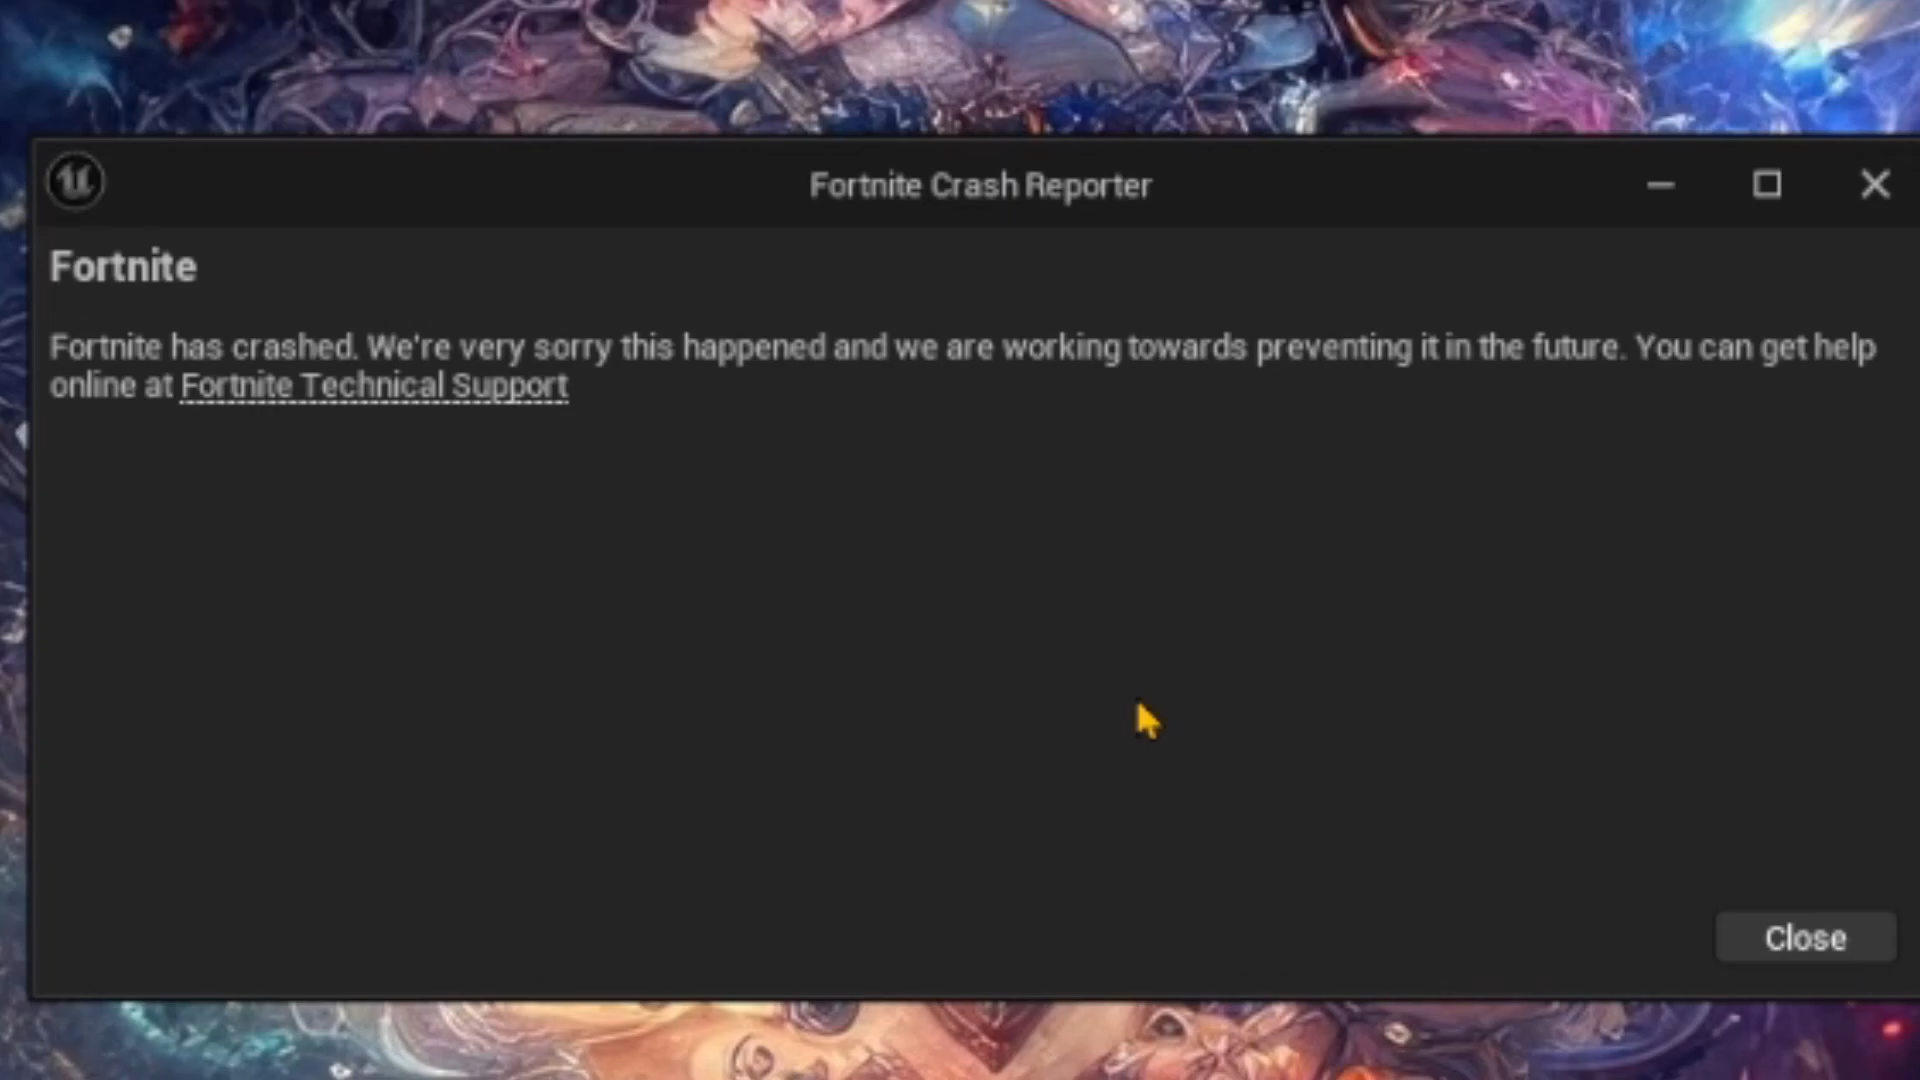 Fortnite Crash Reporter
Fortnite
Fortnite has crashed. We're very sorry this happened and we are working towards preventing it in the future. You can get help
online at Fortnite Technical Support
Close